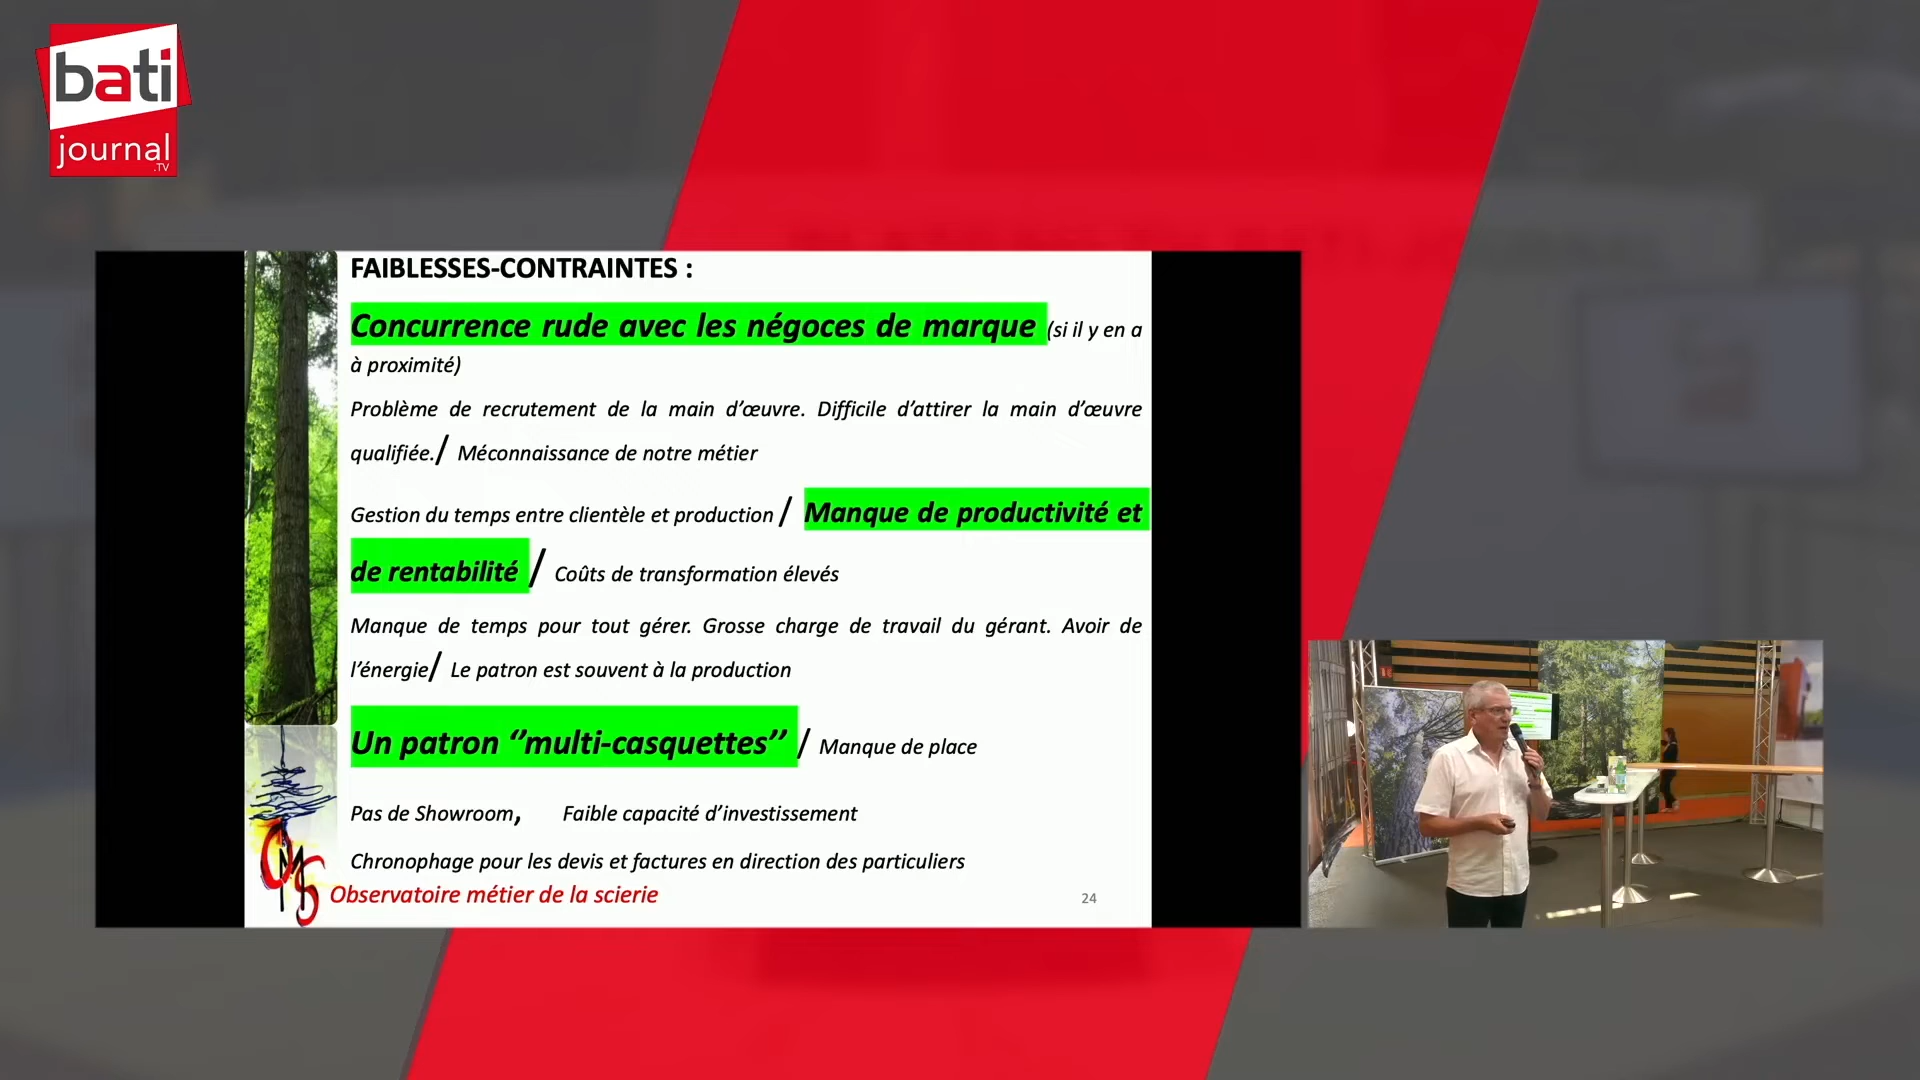 bati
journal
.TV
FAIBLESSES-CONTRAINTES :
Concurrence rude avec les négoces de marque (si il y en a
à proximité)
Problème de recrutement de la main d’œuvre. Difficile d’attirer la main d’œuvre
qualifiée./ Méconnaissance de notre métier
Gestion du temps entre clientèle et production / Manque de productivité et
de rentabilité / Coûts de transformation élevés
Manque de temps pour tout gérer. Grosse charge de travail du gérant. Avoir de
l’énergie/ Le patron est souvent à la production
Un patron ‘’multi-casquettes’’ / Manque de place
Pas de Showroom, Faible capacité d’investissement
Chronophage pour les devis et factures en direction des particuliers
OMS
Observatoire métier de la scierie
24